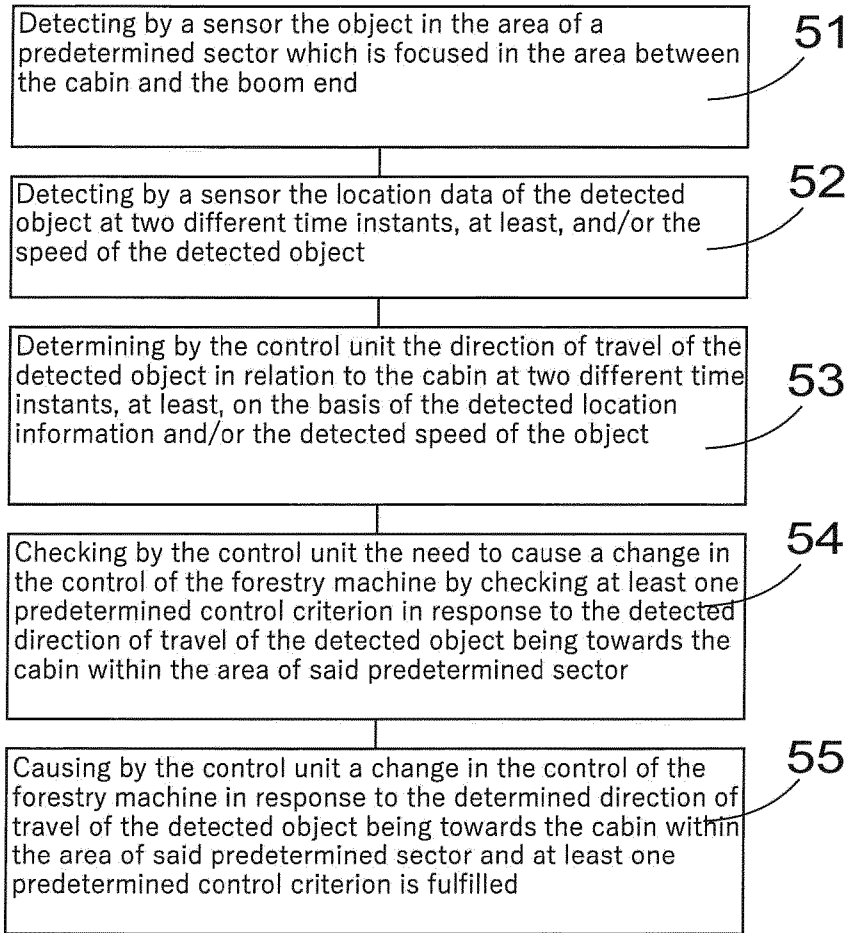 Detecting by a sensor the object in the area of a
predetermined sector which is focused in the area between
the cabin and the boom end
51
Detecting by a sensor the location data of the detected
object at two different time instants, at least, and/or the
speed of the detected object
52
Determining by the control unit the direction of travel of the
detected object in relation to the cabin at two different time
instants, at least, on the basis of the detected location
information and/or the detected speed of the object
53
Checking by the control unit the need to cause a change in
the control of the forestry machine by checking at least one
predetermined control criterion in response to the detected
direction of travel of the detected object being towards the
cabin within the area of said predetermined sector
54
Causing by the control unit a change in the control of the
forestry machine in response to the determined direction of
travel of the detected object being towards the cabin within
the area of said predetermined sector and at least one
predetermined control criterion is fulfilled
55